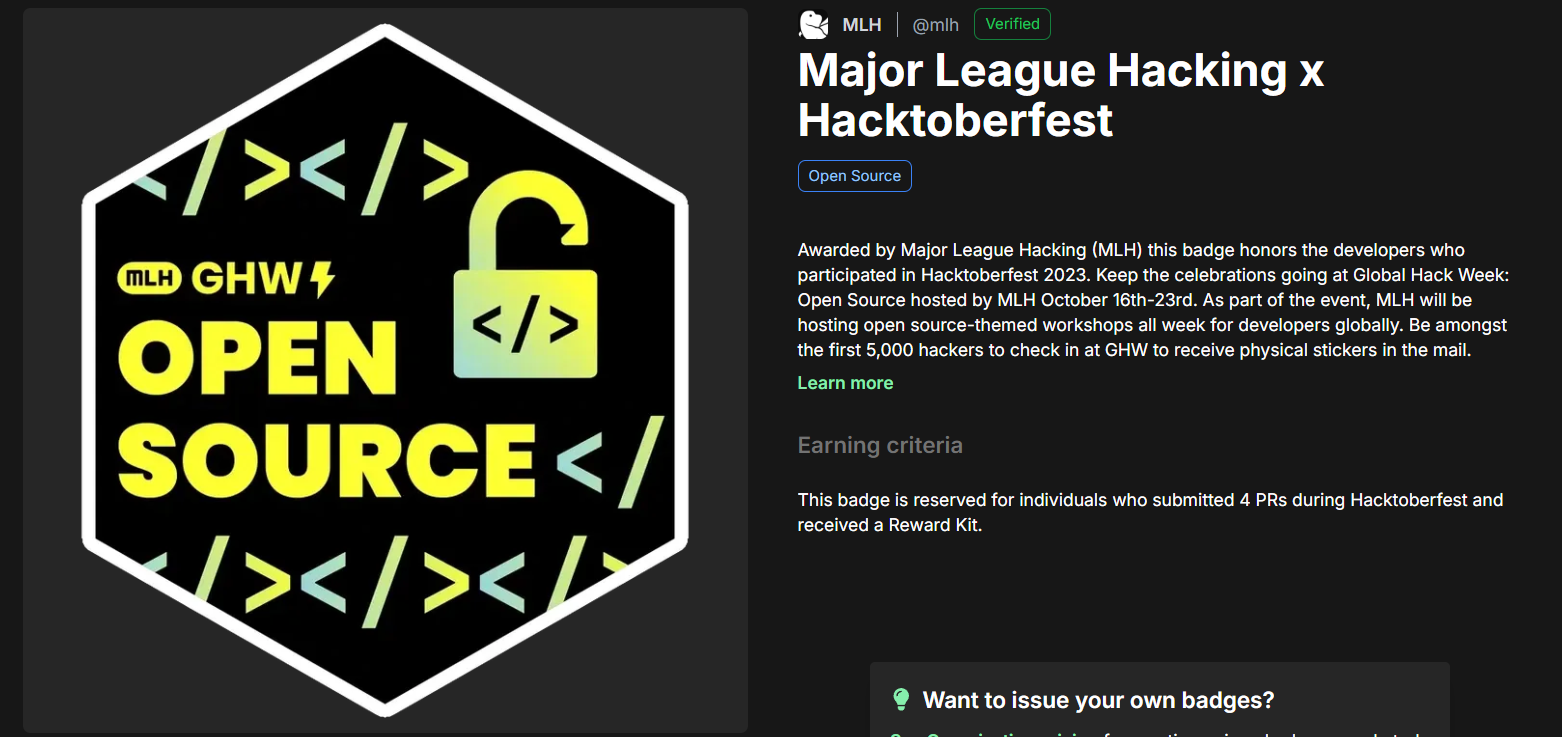 </></>
MLH GHW
OPEN
</>
SOURCE </
</></></>
MLH | @mlh Verified
Major League Hacking x
Hacktoberfest
Open Source
Awarded by Major League Hacking (MLH) this badge honors the developers who
participated in Hacktoberfest 2023. Keep the celebrations going at Global Hack Week:
Open Source hosted by MLH October 16th-23rd. As part of the event, MLH will be
hosting open source-themed workshops all week for developers globally. Be amongst
the first 5,000 hackers to check in at GHW to receive physical stickers in the mail.
Learn more
Earning criteria
This badge is reserved for individuals who submitted 4 PRs during Hacktoberfest and
received a Reward Kit.
Want to issue your own badges?